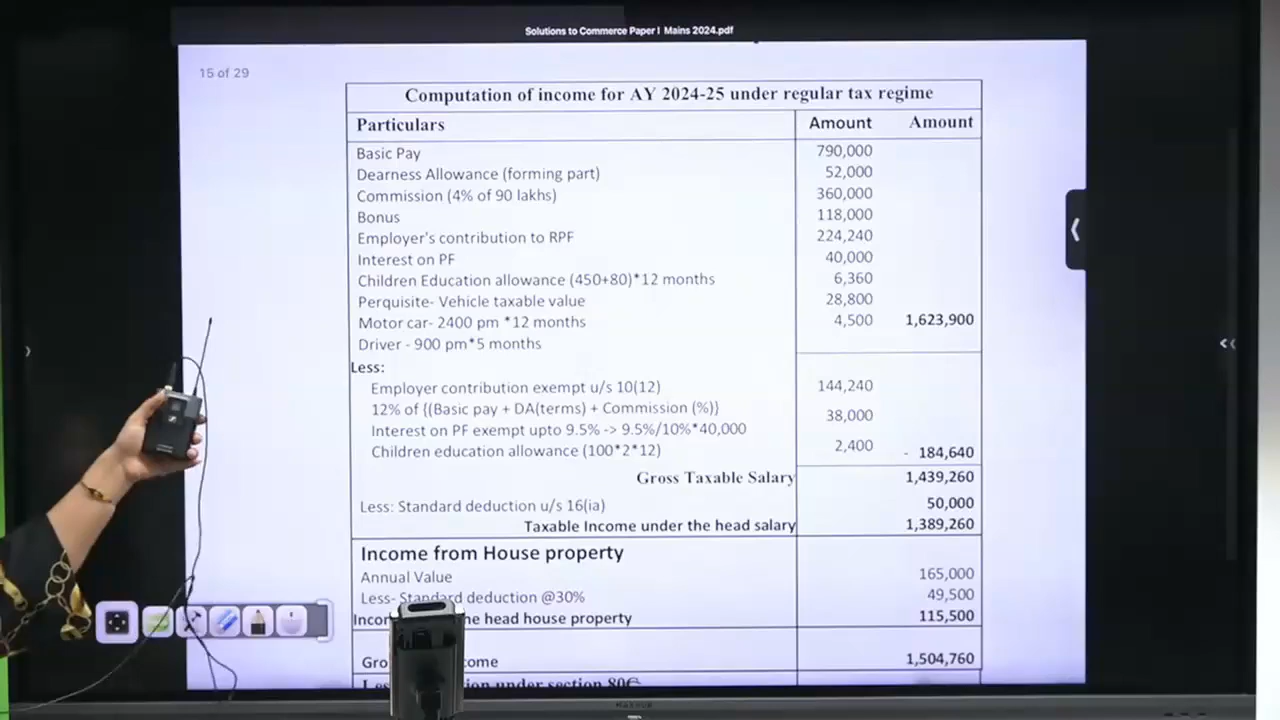 Solutions to Commerce Paper I Mains 2024.pdf
15 of 29
Computation of income for AY 2024-25 under regular tax regime
Particulars Amount Amount
Basic Pay 790,000
Dearness Allowance (forming part) 52,000
Commission (4% of 90 lakhs) 360,000
Bonus 118,000
Employer's contribution to RPF 224,240
Interest on PF 40,000
Children Education allowance (450+80)*12 months 6,360
Perquisite- Vehicle taxable value 28,800
Motor car- 2400 pm *12 months 4,500 1,623,900
Driver - 900 pm*5 months
Less:
Employer contribution exempt u/s 10(12) 144,240
12% of {(Basic pay + DA(terms) + Commission (%)}
38,000
Interest on PF exempt upto 9.5% -> 9.5%/10%*40,000
Children education allowance (100*2*12) 2,400 - 184,640
Gross Taxable Salary 1,439,260
Less: Standard deduction u/s 16(ia) 50,000
Taxable Income under the head salary 1,389,260
Income from House property
Annual Value 165,000
Less- Standard deduction @30% 49,500
head house property 115,500
1,504,760
under section